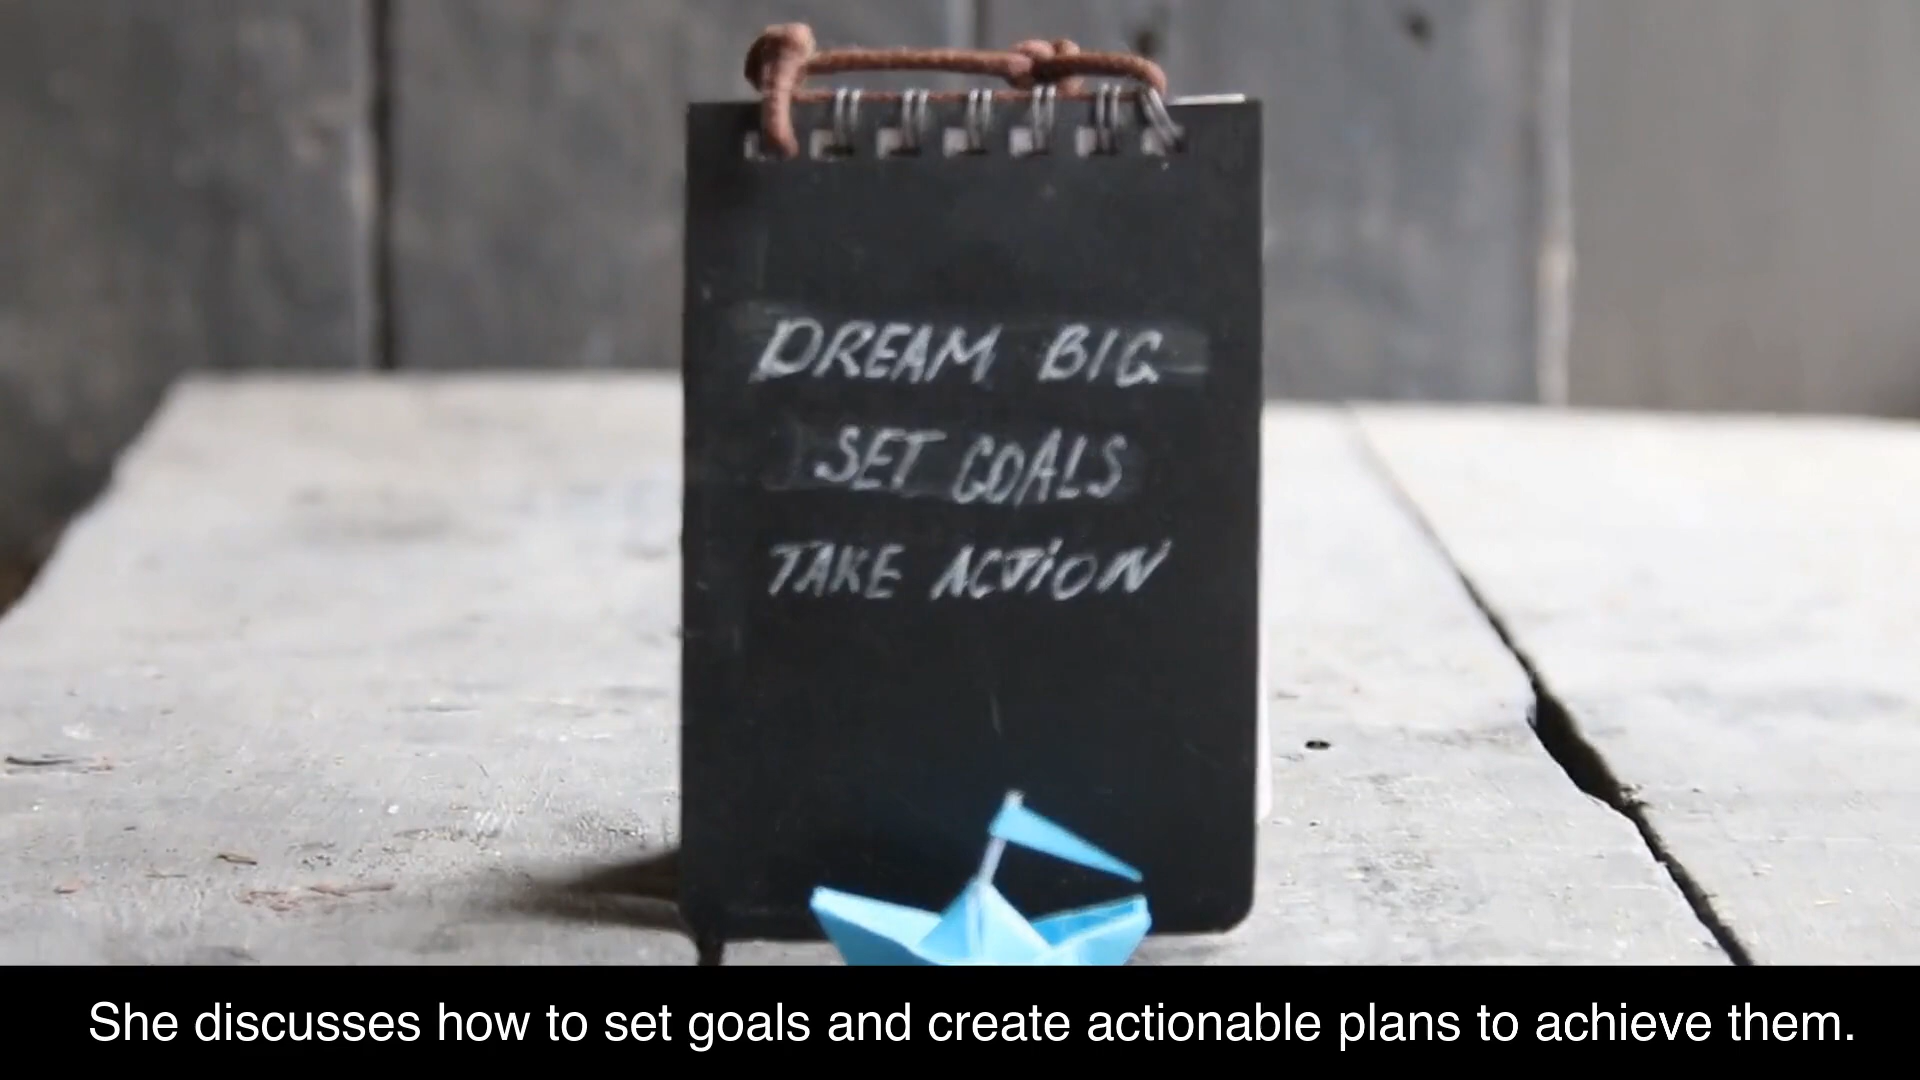 DREAM BIG
SET GOALS
TAKE ACTION
She discusses how to set goals and create actionable plans to achieve them.